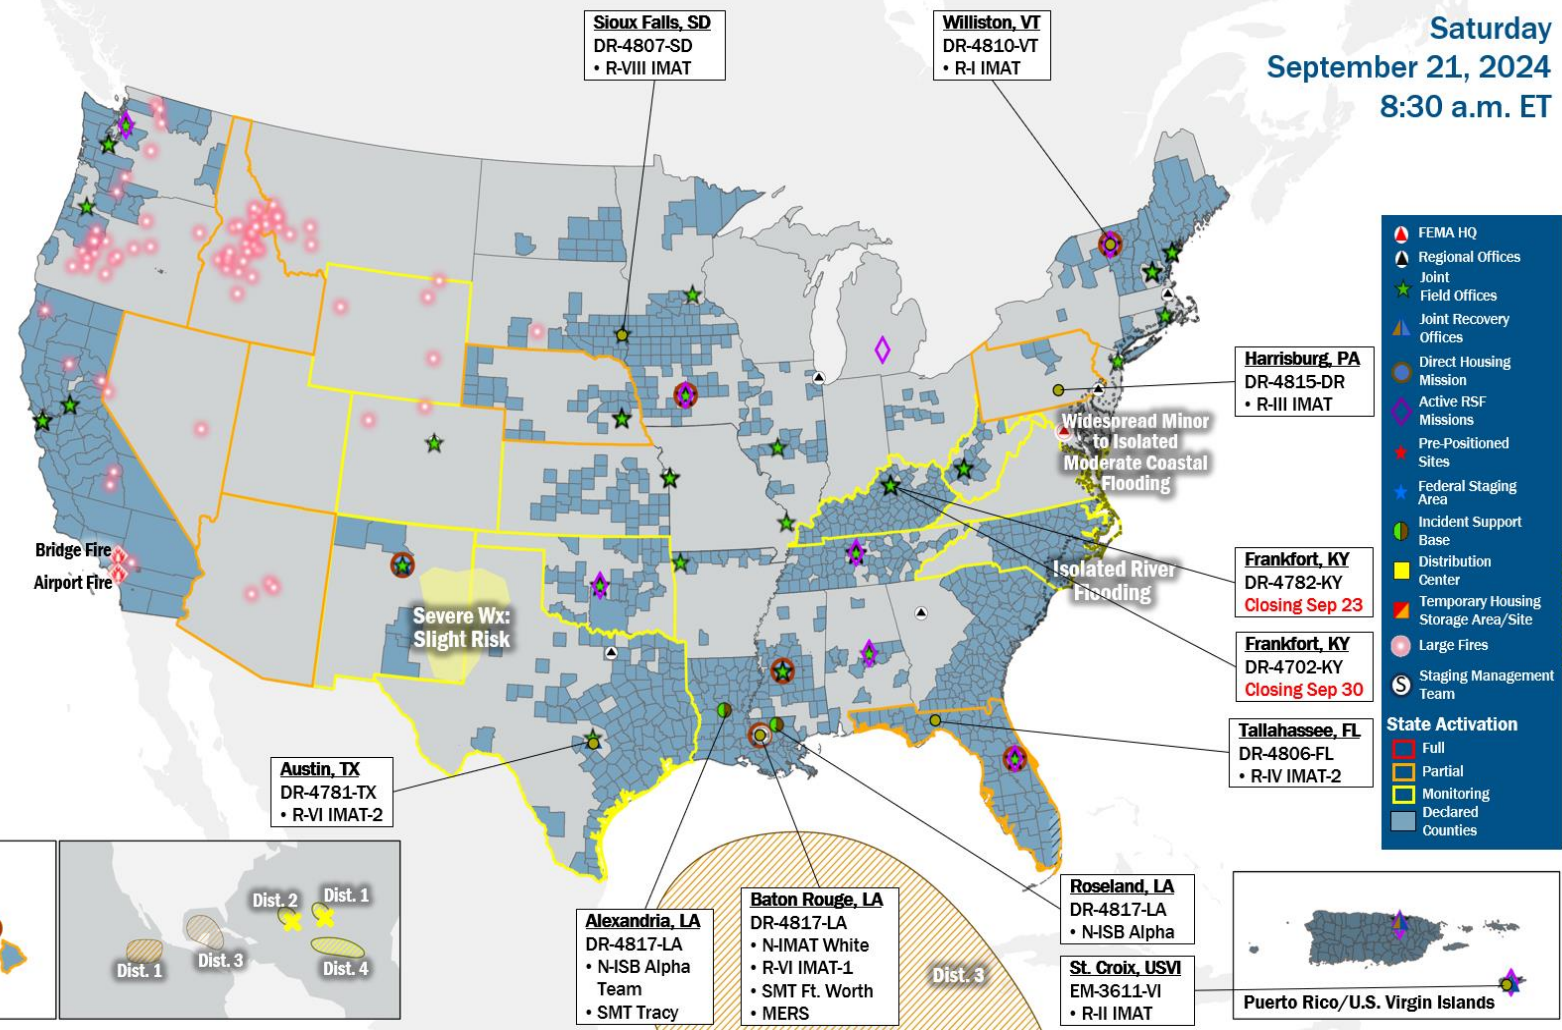 Saturday
September 21, 2024
8:30 a.m. ET
Sioux Falls, SD
DR-4807-SD
• R-VIII IMAT
Williston, VT
DR-4810-VT
• R-I IMAT
Harrisburg, PA
DR-4815-DR
• R-III IMAT
Widespread Minor
to Isolated
Moderate Coastal
Flooding
Bridge Fire
Airport Fire
Severe Wx:
Slight Risk
Isolated River
Flooding
Frankfort, KY
DR-4782-KY
Closing Sep 23
Frankfort, KY
DR-4702-KY
Closing Sep 30
Tallahassee, FL
DR-4806-FL
• R-IV IMAT-2
Austin, TX
DR-4781-TX
• R-VI IMAT-2
Alexandria, LA
DR-4817-LA
• N-ISB Alpha
Team
• SMT Tracy
Baton Rouge, LA
DR-4817-LA
• N-IMAT White
• R-VI IMAT-1
• SMT Ft. Worth
• MERS
Roseland, LA
DR-4817-LA
• N-ISB Alpha
St. Croix, USVI
EM-3611-VI
• R-II IMAT
Dist. 3
Dist. 2
Dist. 1
Dist. 1
Dist. 3
Dist. 4
Puerto Rico/U.S. Virgin Islands
FEMA HQ
Regional Offices
Joint
Field Offices
Joint Recovery
Offices
Direct Housing
Mission
Active RSF
Missions
Pre-Positioned
Sites
Federal Staging
Area
Incident Support
Base
Distribution
Center
Temporary Housing
Storage Area/Site
Large Fires
S
Staging Management
Team
State Activation
Full
Partial
Monitoring
Declared
Counties